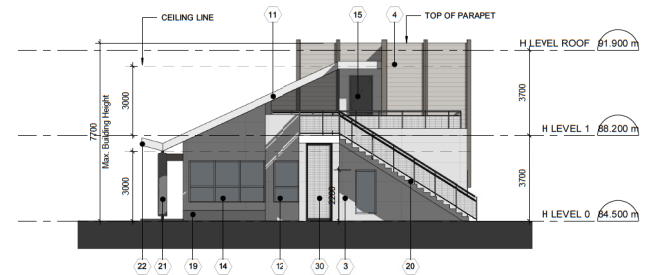 CEILING LINE
11
15
4
TOP OF PARAPET
H LEVEL ROOF 91.900 m
7700
Max. Building Height
3000
3700
H LEVEL 1 88.200 m
3000
2200
3700
H LEVEL 0 84.500 m
22
21
19
14
12
30
3
20